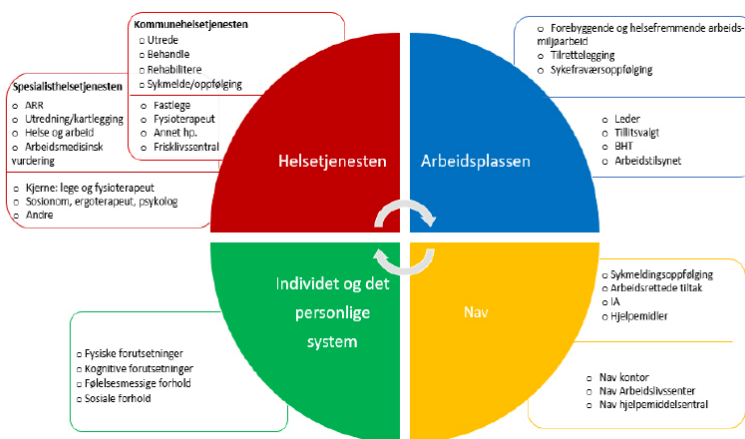 Kommunehelsetjenesten
o Utrede
o Behandle
o Rehabilitere
o Sykmelde/oppfølging
o Fastlege
o Fysioterapeut
o Annet hp.
o Frisklivssentral
Spesialisthelsetjenesten
o ARR
o Utredning/kartlegging
o Helse og arbeid
o Arbeidsmedisinsk
vurdering
o Kjerne: lege og fysioterapeut
o Sosionom, ergoterapeut, psykolog
o Andre
Helsetjenesten
Arbeidsplassen
o Forebyggende og helsefremmende arbeids-
miljøarbeid
o Tilrettelegging
o Sykefraværsoppfølging
o Leder
o Tillitsvalgt
o BHT
o Arbeidstilsynet
Individet og det
personlige
system
o Fysiske forutsetninger
o Kognitive forutsetninger
o Følelsesmessige forhold
o Sosiale forhold
Nav
o Sykmeldingsoppfølging
o Arbeidsrettede tiltak
o IA
o Hjelpemidler
o Nav kontor
o Nav Arbeidslivssenter
o Nav hjelpemiddelsentral